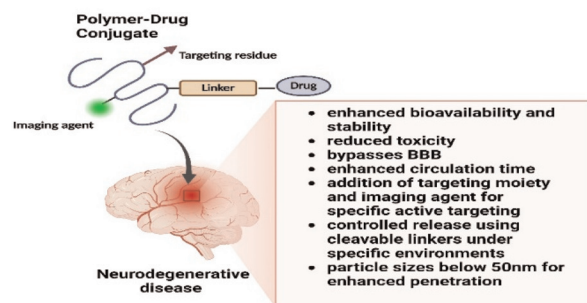 Polymer-Drug
Conjugate
Targeting residue
Linker
Drug
Imaging agent
• enhanced bioavailability and
stability
• reduced toxicity
• bypasses BBB
• enhanced circulation time
• addition of targeting moiety
and imaging agent for
specific active targeting
• controlled release using
cleavable linkers under
specific environments
• particle sizes below 50nm for
enhanced penetration
Neurodegenerative
disease